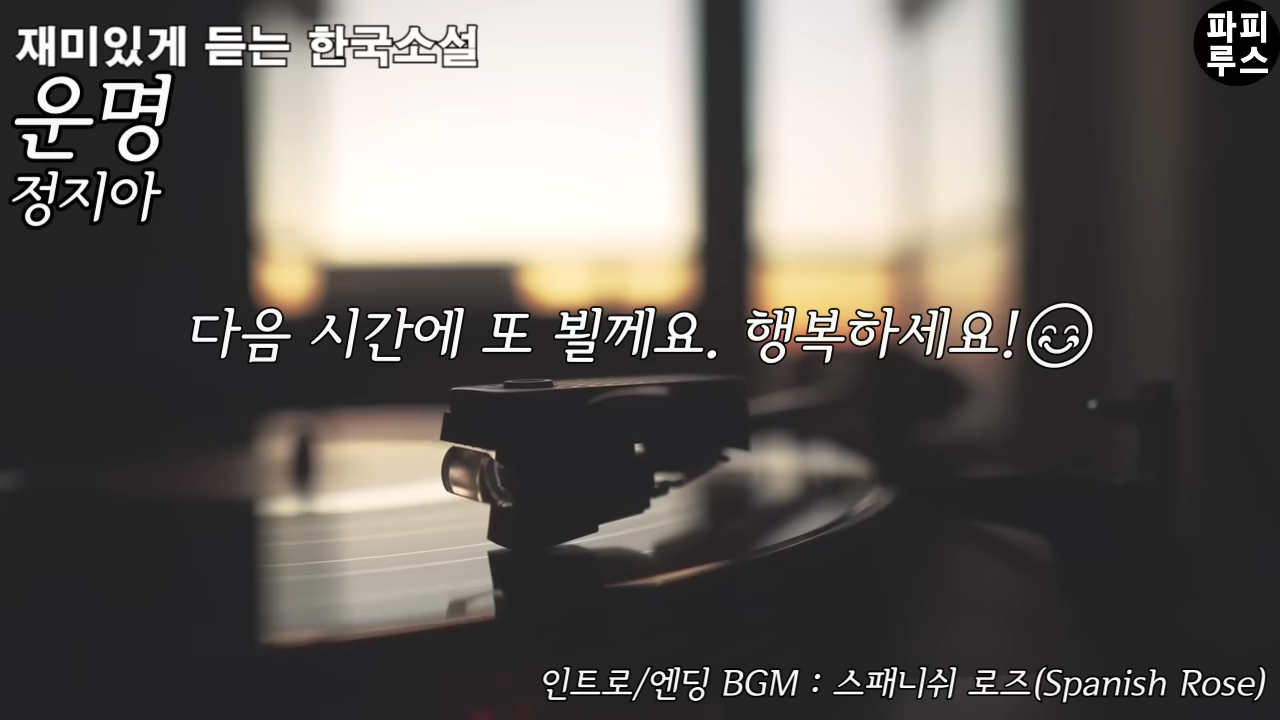 재미있게 듣는 한국소설
운명
정지아
파피
루스
다음 시간에 또 뵐께요. 행복하세요!😊
인트로/엔딩 BGM : 스패니쉬 로즈(Spanish Rose)